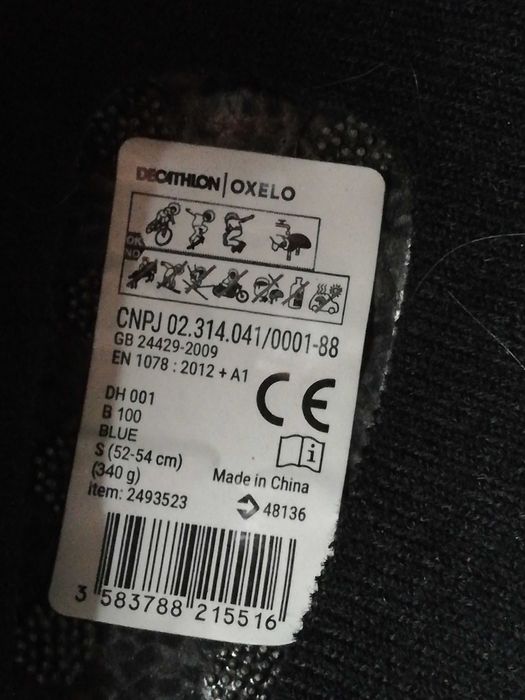 DECATHLON | OXELO
OK
NO
CNPJ 02.314.041/0001-88
GB 24429-2009
EN 1078 : 2012 + A1
CE
DH 001
B 100
BLUE
S (52-54 cm)
(340 g)
Item: 2493523
i
Made in China
48136
3 583788 215516